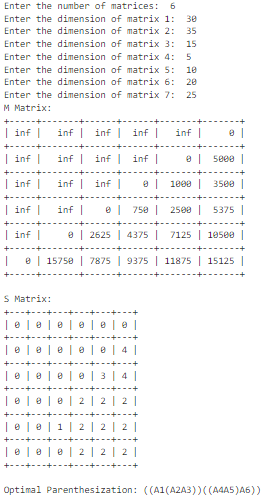 Enter the number of matrices:  6
Enter the dimension of matrix 1:  30
Enter the dimension of matrix 2:  35
Enter the dimension of matrix 3:  15
Enter the dimension of matrix 4:  5
Enter the dimension of matrix 5:  10
Enter the dimension of matrix 6:  20
Enter the dimension of matrix 7:  25
M Matrix:
+-----+-------+------+------+-------+-------+
| inf |   inf |  inf |  inf |   inf |     0 |
+-----+-------+------+------+-------+-------+
| inf |   inf |  inf |  inf |     0 |  5000 |
+-----+-------+------+------+-------+-------+
| inf |   inf |  inf |    0 |  1000 |  3500 |
+-----+-------+------+------+-------+-------+
| inf |   inf |    0 |  750 |  2500 |  5375 |
+-----+-------+------+------+-------+-------+
| inf |     0 | 2625 | 4375 |  7125 | 10500 |
+-----+-------+------+------+-------+-------+
|   0 | 15750 | 7875 | 9375 | 11875 | 15125 |
+-----+-------+------+------+-------+-------+
S Matrix:
+---+---+---+---+---+---+
| 0 | 0 | 0 | 0 | 0 | 0 |
+---+---+---+---+---+---+
| 0 | 0 | 0 | 0 | 0 | 4 |
+---+---+---+---+---+---+
| 0 | 0 | 0 | 0 | 3 | 4 |
+---+---+---+---+---+---+
| 0 | 0 | 0 | 2 | 2 | 2 |
+---+---+---+---+---+---+
| 0 | 0 | 1 | 2 | 2 | 2 |
+---+---+---+---+---+---+
| 0 | 0 | 0 | 2 | 2 | 2 |
+---+---+---+---+---+---+
Optimal Parenthesization: ((A1(A2A3))((A4A5)A6))